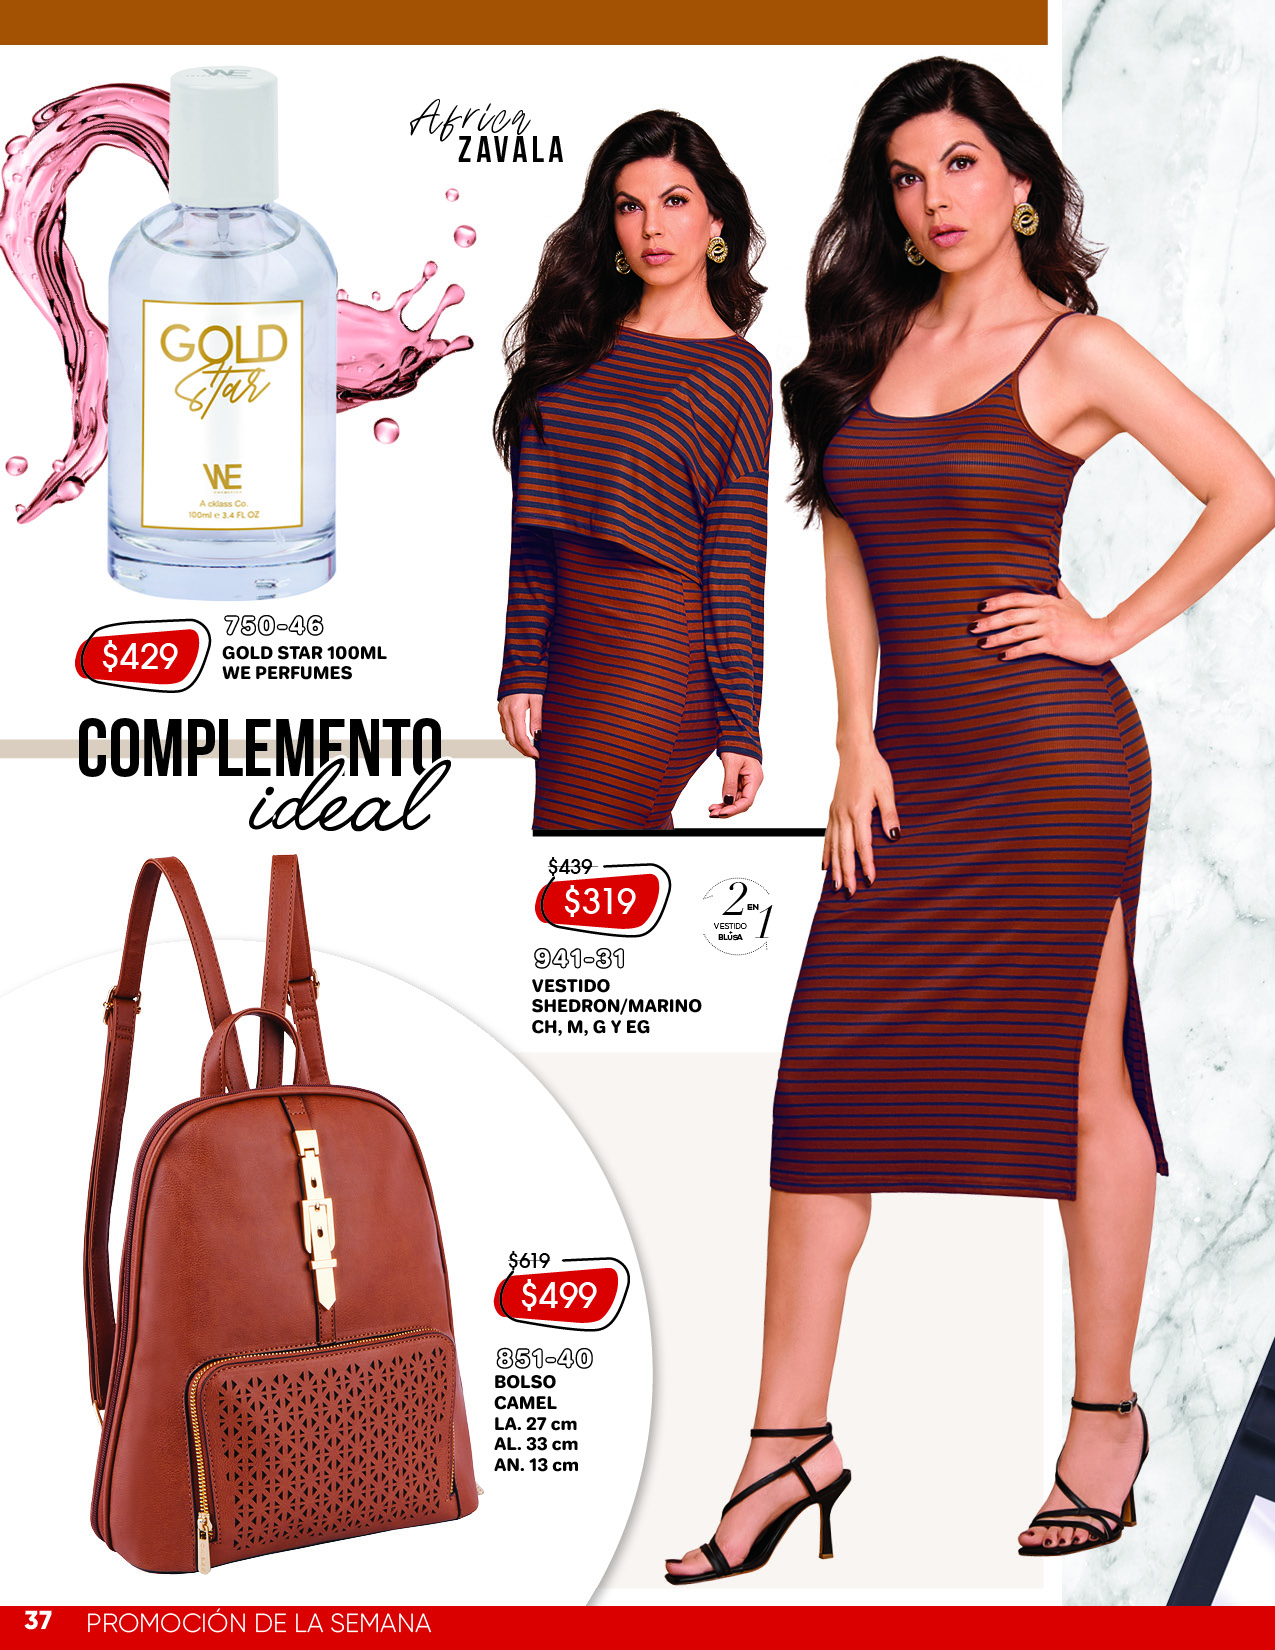 WE
Africa
ZAVALA
GOLD
Star
WE
COSMETICS
A cklass Co.
100ml e 3.4 FL OZ
$429
750-46
GOLD STAR 100ML
WE PERFUMES
COMPLEMENTO
ideal
$439
$319
2 EN 1
VESTIDO
+
BLUSA
941-31
VESTIDO
SHEDRON/MARINO
CH, M, G Y EG
$619
$499
851-40
BOLSO
CAMEL
LA. 27 cm
AL. 33 cm
AN. 13 cm
37 PROMOCIÓN DE LA SEMANA